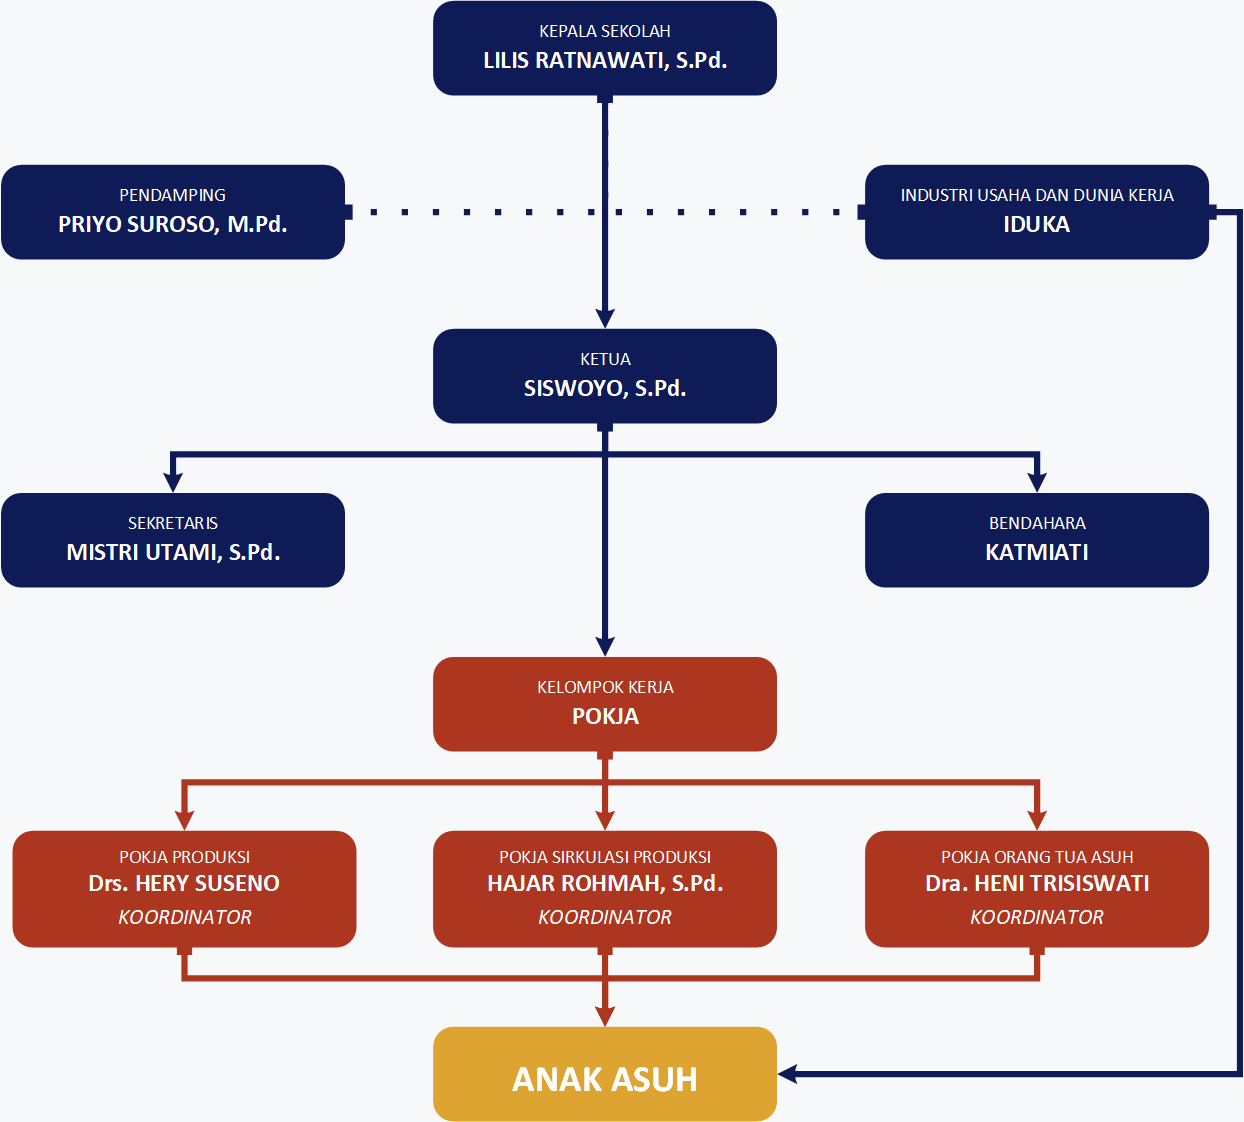 KEPALA SEKOLAH
LILIS RATNAWATI, S.Pd.
PENDAMPING
PRIYO SUROSO, M.Pd.
INDUSTRI USAHA DAN DUNIA KERJA
IDUKA
KETUA
SISWOYO, S.Pd.
SEKRETARIS
MISTRI UTAMI, S.Pd.
BENDAHARA
KATMIATI
KELOMPOK KERJA
POKJA
POKJA PRODUKSI
Drs. HERY SUSENO
KOORDINATOR
POKJA SIRKULASI PRODUKSI
HAJAR ROHMAH, S.Pd.
KOORDINATOR
POKJA ORANG TUA ASUH
Dra. HENI TRISISWATI
KOORDINATOR
ANAK ASUH